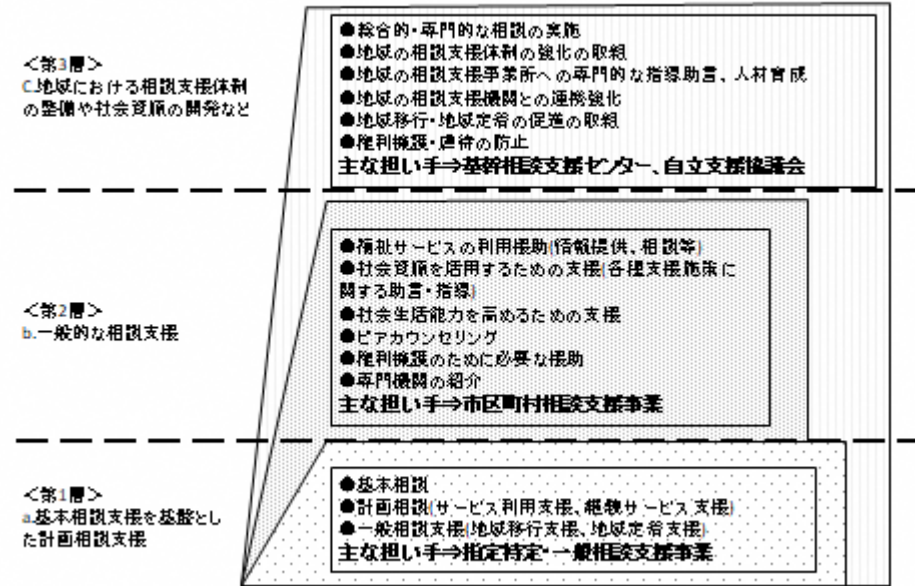 ＜第3層＞
C.地域における相談支援体制
の整備や社会資源の開発など
●総合的・専門的な相談の実施
●地域の相談支援体制の強化の取組
●地域の相談支援事業所への専門的な指導助言、人材育成
●地域の相談支援機関との連携強化
●地域移行・地域定着の促進の取組
●権利擁護・虐待の防止
主な担い手⇒基幹相談支援センター、自立支援協議会
＜第2層＞
b.一般的な相談支援
●福祉サービスの利用援助(情報提供、相談等)
●社会資源を活用するための支援(各種支援施策に
関する助言・指導)
●社会生活能力を高めるための支援
●ピアカウンセリング
●権利擁護のために必要な援助
●専門機関の紹介
主な担い手⇒市区町村相談支援事業
＜第1層＞
a.基本相談支援を基盤とし
た計画相談支援
●基本相談
●計画相談(サービス利用支援、継続サービス支援)
●一般相談支援(地域移行支援、地域定着支援)
主な担い手⇒指定特定・一般相談支援事業